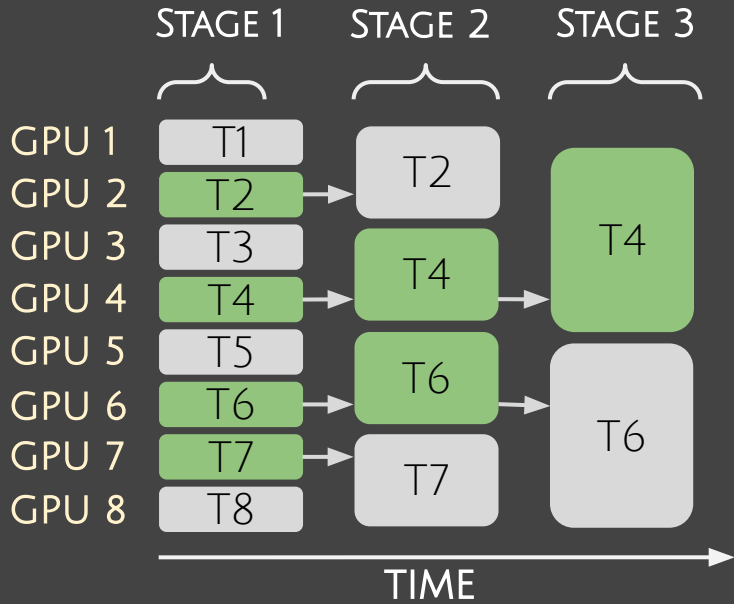 STAGE 1 STAGE 2 STAGE 3
GPU 1 T1
GPU 2 T2 T2
GPU 3 T3
GPU 4 T4 T4 T4
GPU 5 T5
GPU 6 T6 T6 T6
GPU 7 T7 T7
GPU 8 T8
TIME